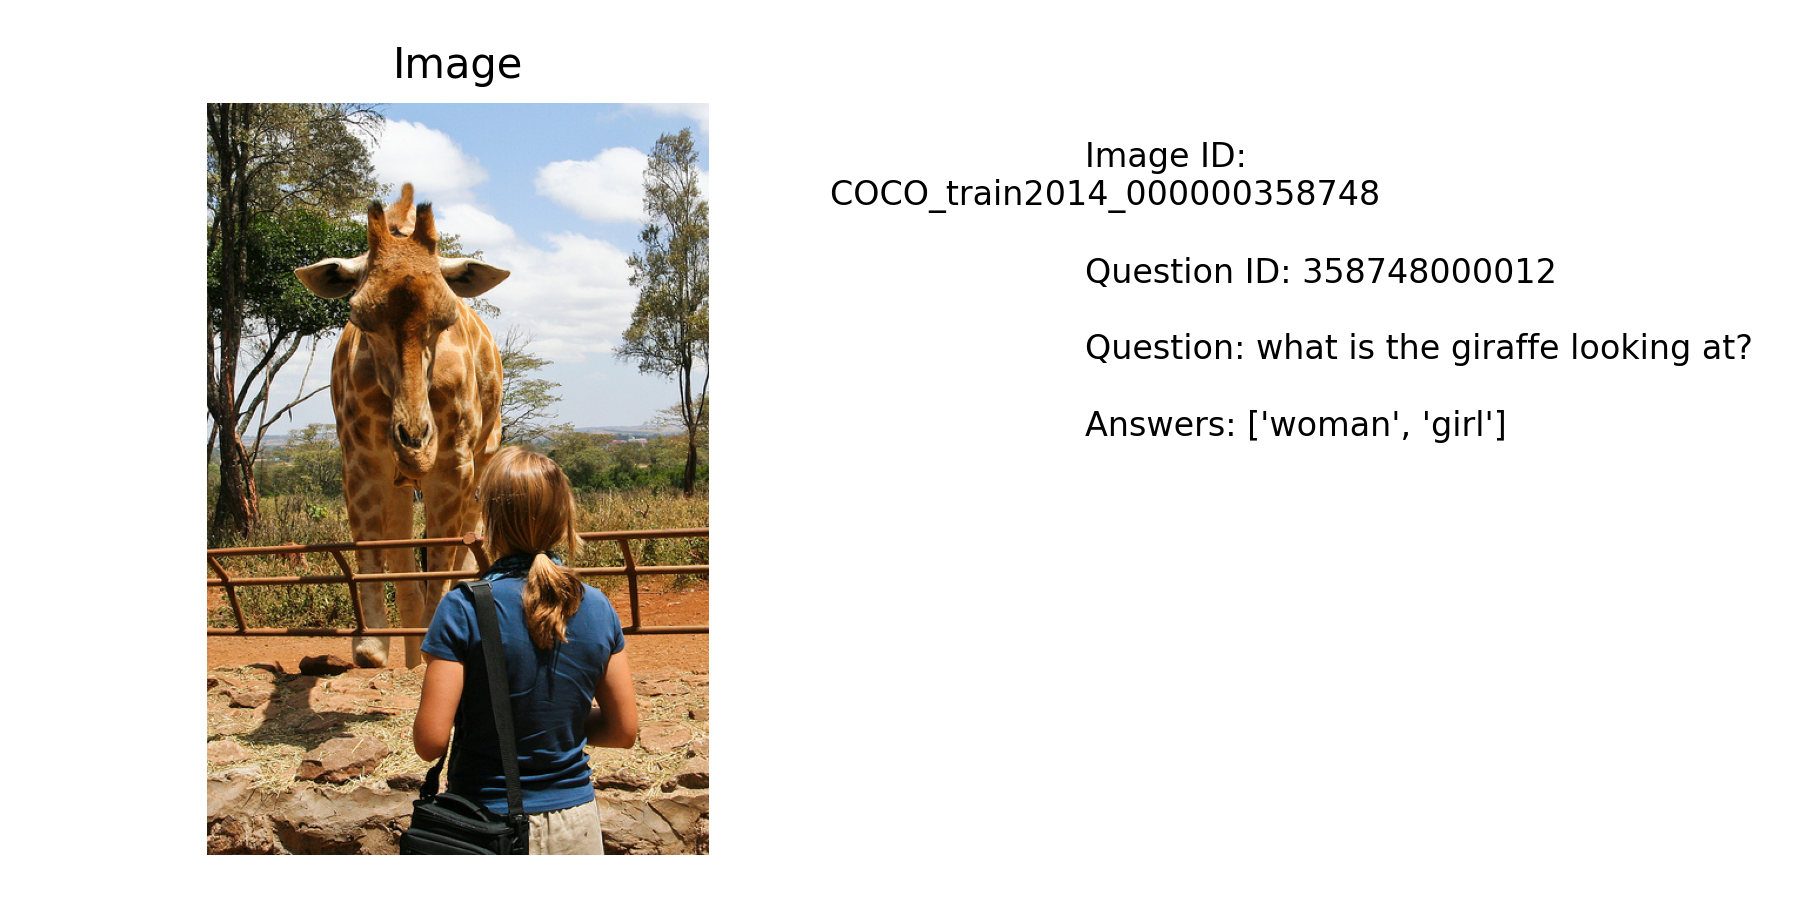 Image
Image ID:
COCO_train2014_000000358748
Question ID: 358748000012
Question: what is the giraffe looking at?
Answers: ['woman', 'girl']